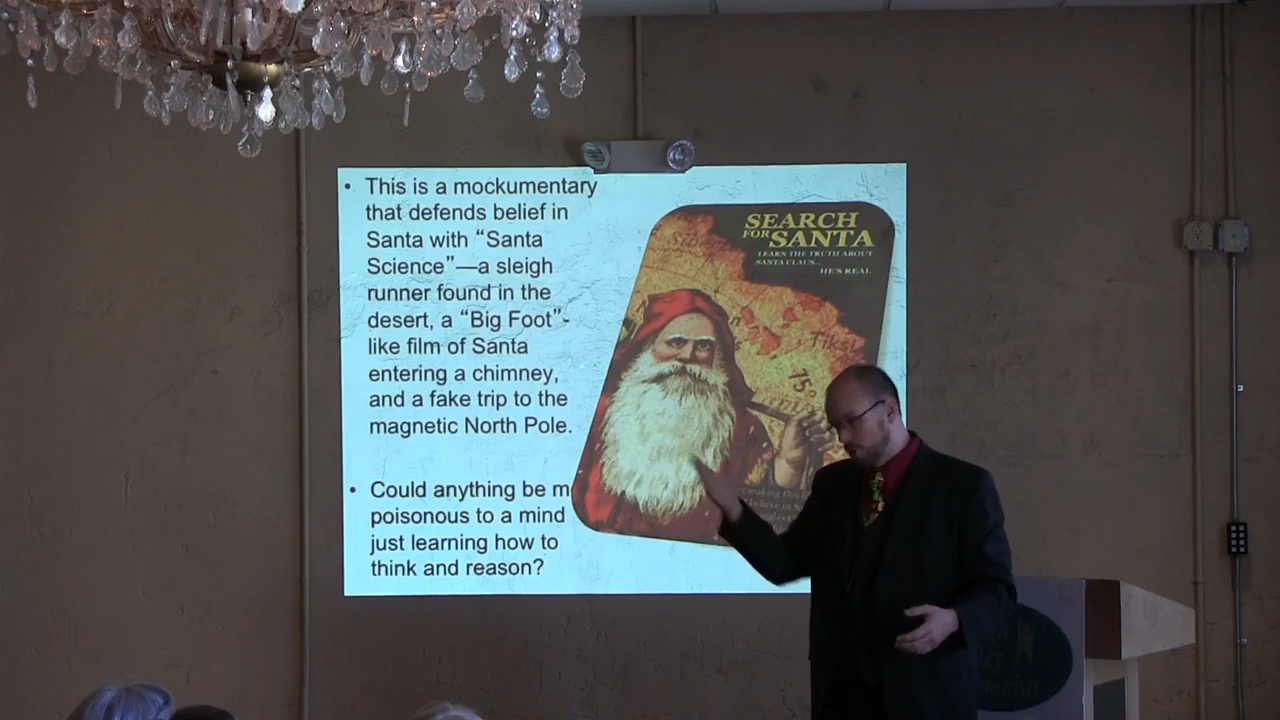 • This is a mockumentary
that defends belief in
Santa with “Santa
Science”—a sleigh
runner found in the
desert, a “Big Foot”-
like film of Santa
entering a chimney,
and a fake trip to the
magnetic North Pole.
• Could anything be m
poisonous to a mind
just learning how to
think and reason?
SEARCH
FOR SANTA
LEARN THE TRUTH ABOUT
SANTA CLAUS...
HE'S REAL
Tiksi
75°